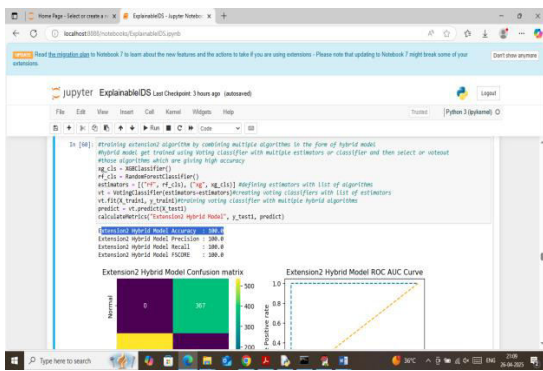 Home Page - Select or create a n
ExplainableIDS - Jupyter Notebo
localhost:8888/notebooks/ExplainableIDS.ipynb
UPDATE Read the migration plan to Notebook 7 to learn about the new features and the actions to take if you are using extensions - Please note that updating to Notebook 7 might break some of your extensions.
Don't show anymore
jupyter ExplainableIDS Last Checkpoint: 3 hours ago (autosaved)
Logout
File Edit View Insert Cell Kernel Widgets Help
Trusted Python 3 (ipykernel)
Run Code
In [60]: #training extension2 algorithm by combining multiple algorithms in the form of hybrid model
#Hybrid model get trained using Voting Classifier with multiple estimators or classifier and then select or voteout
#those algorithms which are giving high accuracy
xg_cls = XGBClassifier()
rf_cls = RandomForestClassifier()
estimators = [("rf", rf_cls), ("xg", xg_cls)] #defining estimators with list of algorithms
vt = VotingClassifier(estimators=estimators)#creating voting classifiers with list of estimators
vt.fit(X_train1, y_train1)#training voting classifier with multiple hybrid algorithms
predict = vt.predict(X_test1)
calculateMetrics("Extension2 Hybrid Model", y_test1, predict)
Extension2 Hybrid Model Accuracy : 100.0
Extension2 Hybrid Model Precision : 100.0
Extension2 Hybrid Model Recall : 100.0
Extension2 Hybrid Model FSCORE : 100.0
Extension2 Hybrid Model Confusion matrix
Extension2 Hybrid Model ROC AUC Curve
Normal
0
367
500
400
300
1.0
0.8
0.6
0.4
Positive rate
Type here to search
36°C
ENG
21:09
26-04-2025